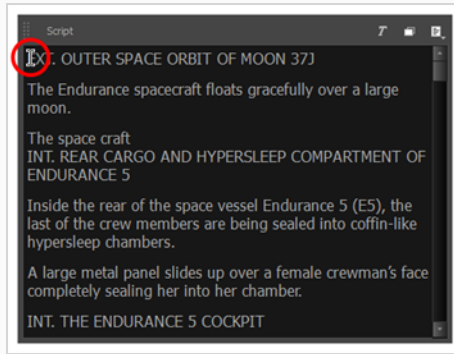 Script T
EXT. OUTER SPACE ORBIT OF MOON 37J
The Endurance spacecraft floats gracefully over a large
moon.
The space craft
INT. REAR CARGO AND HYPERSLEEP COMPARTMENT OF
ENDURANCE 5
Inside the rear of the space vessel Endurance 5 (E5), the
last of the crew members are being sealed into coffin-like
hypersleep chambers.
A large metal panel slides up over a female crewman's face
completely sealing her into her chamber.
INT. THE ENDURANCE 5 COCKPIT